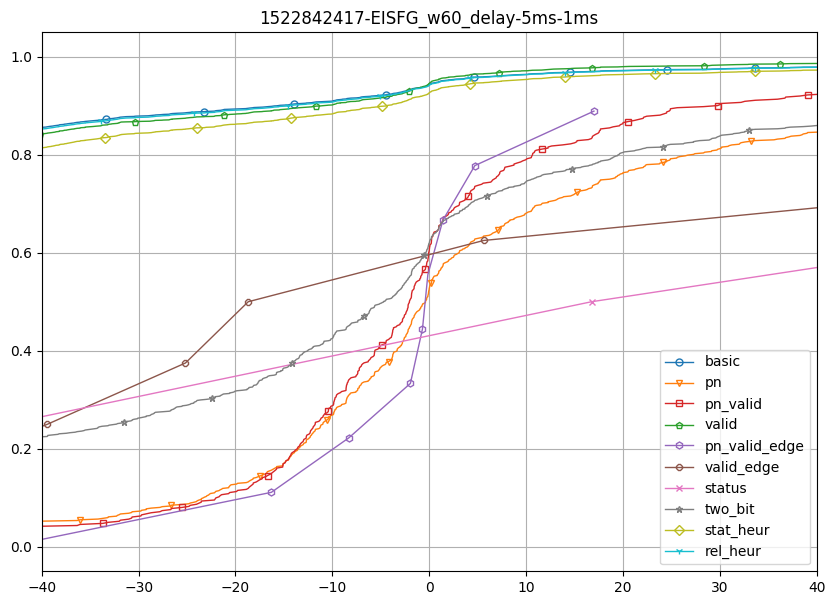 1522842417-EISFG_w60_delay-5ms-1ms
1.0
0.8
0.6
0.4
0.2
0.0
−40
−30
−20
−10
0
10
20
30
40
basic
pn
pn_valid
valid
pn_valid_edge
valid_edge
status
two_bit
stat_heur
rel_heur